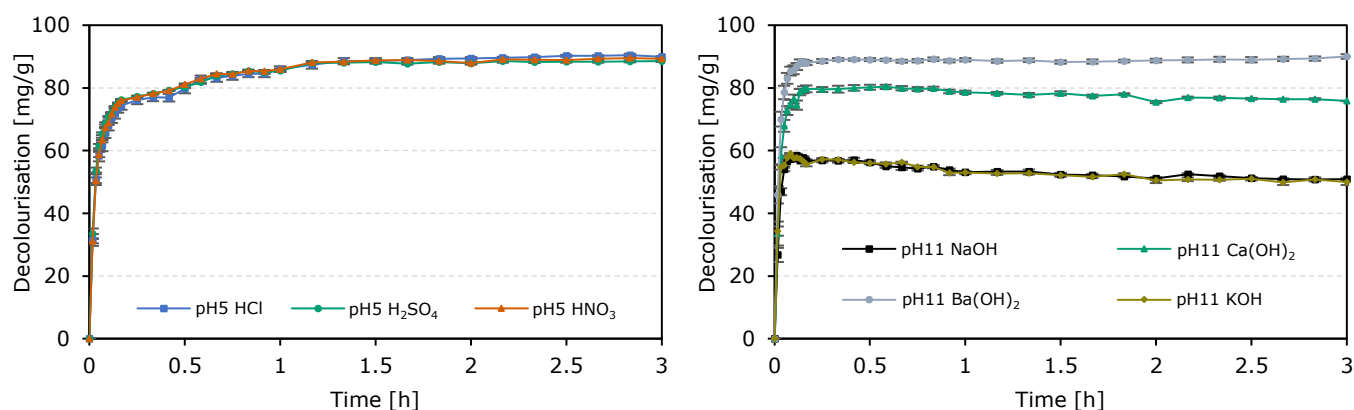 Decolourisation [mg/g]
100
80
60
40
20
0
pH5 HCl
pH5 H₂SO₄
pH5 HNO₃
0 0.5 1 1.5 2 2.5 3
Time [h]
Decolourisation [mg/g]
100
80
60
40
20
0
pH11 NaOH
pH11 Ca(OH)₂
pH11 Ba(OH)₂
pH11 KOH
0 0.5 1 1.5 2 2.5 3
Time [h]